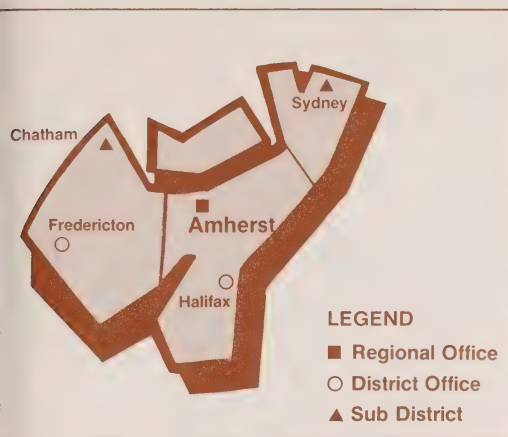 Sydney
Chatham
Fredericton
Amherst
Halifax
LEGEND
Regional Office
District Office
Sub District